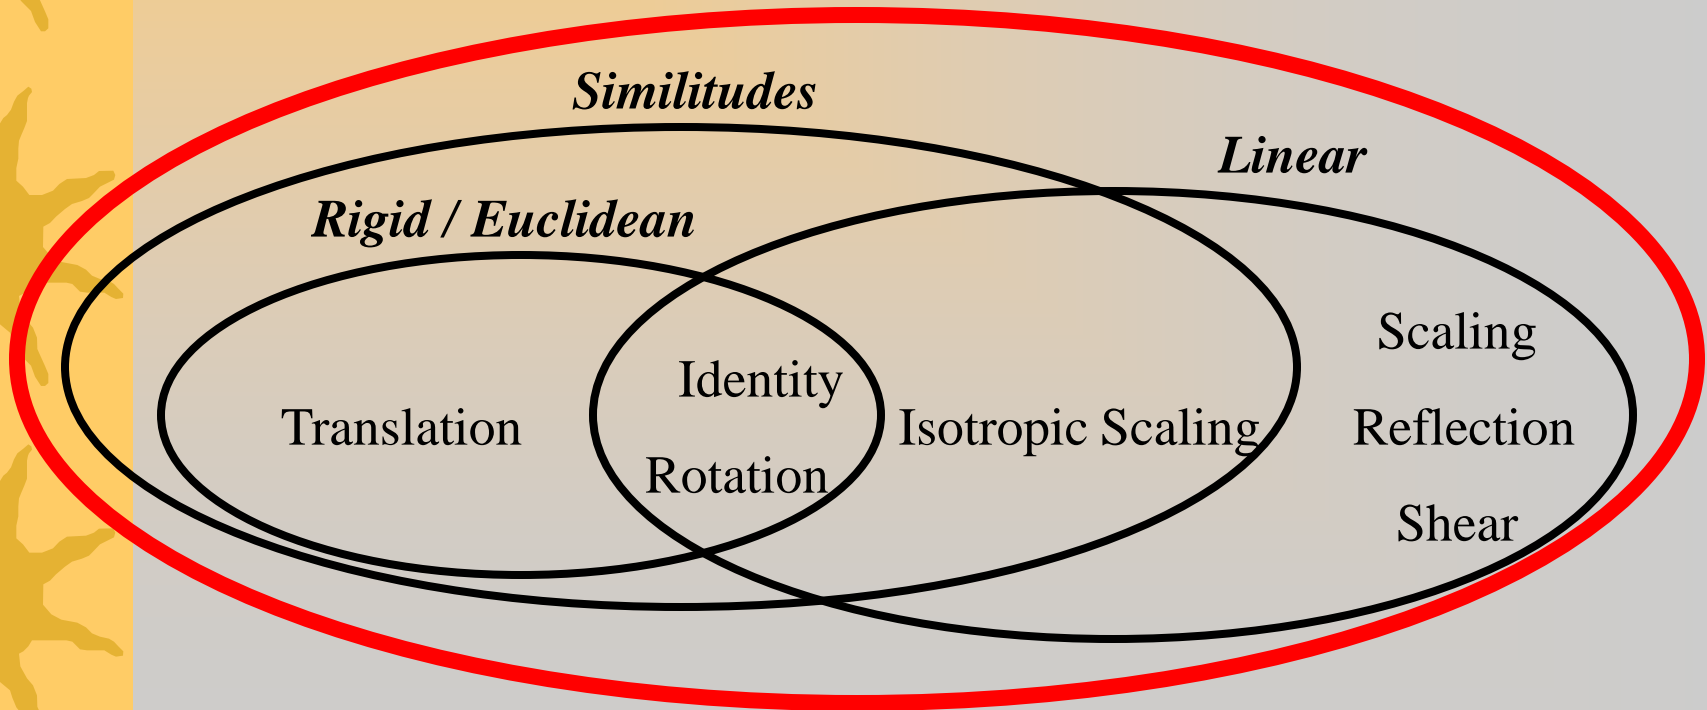 Similitudes
Linear
Rigid / Euclidean
Scaling
Identity
Translation
Isotropic Scaling
Reflection
Rotation
Shear